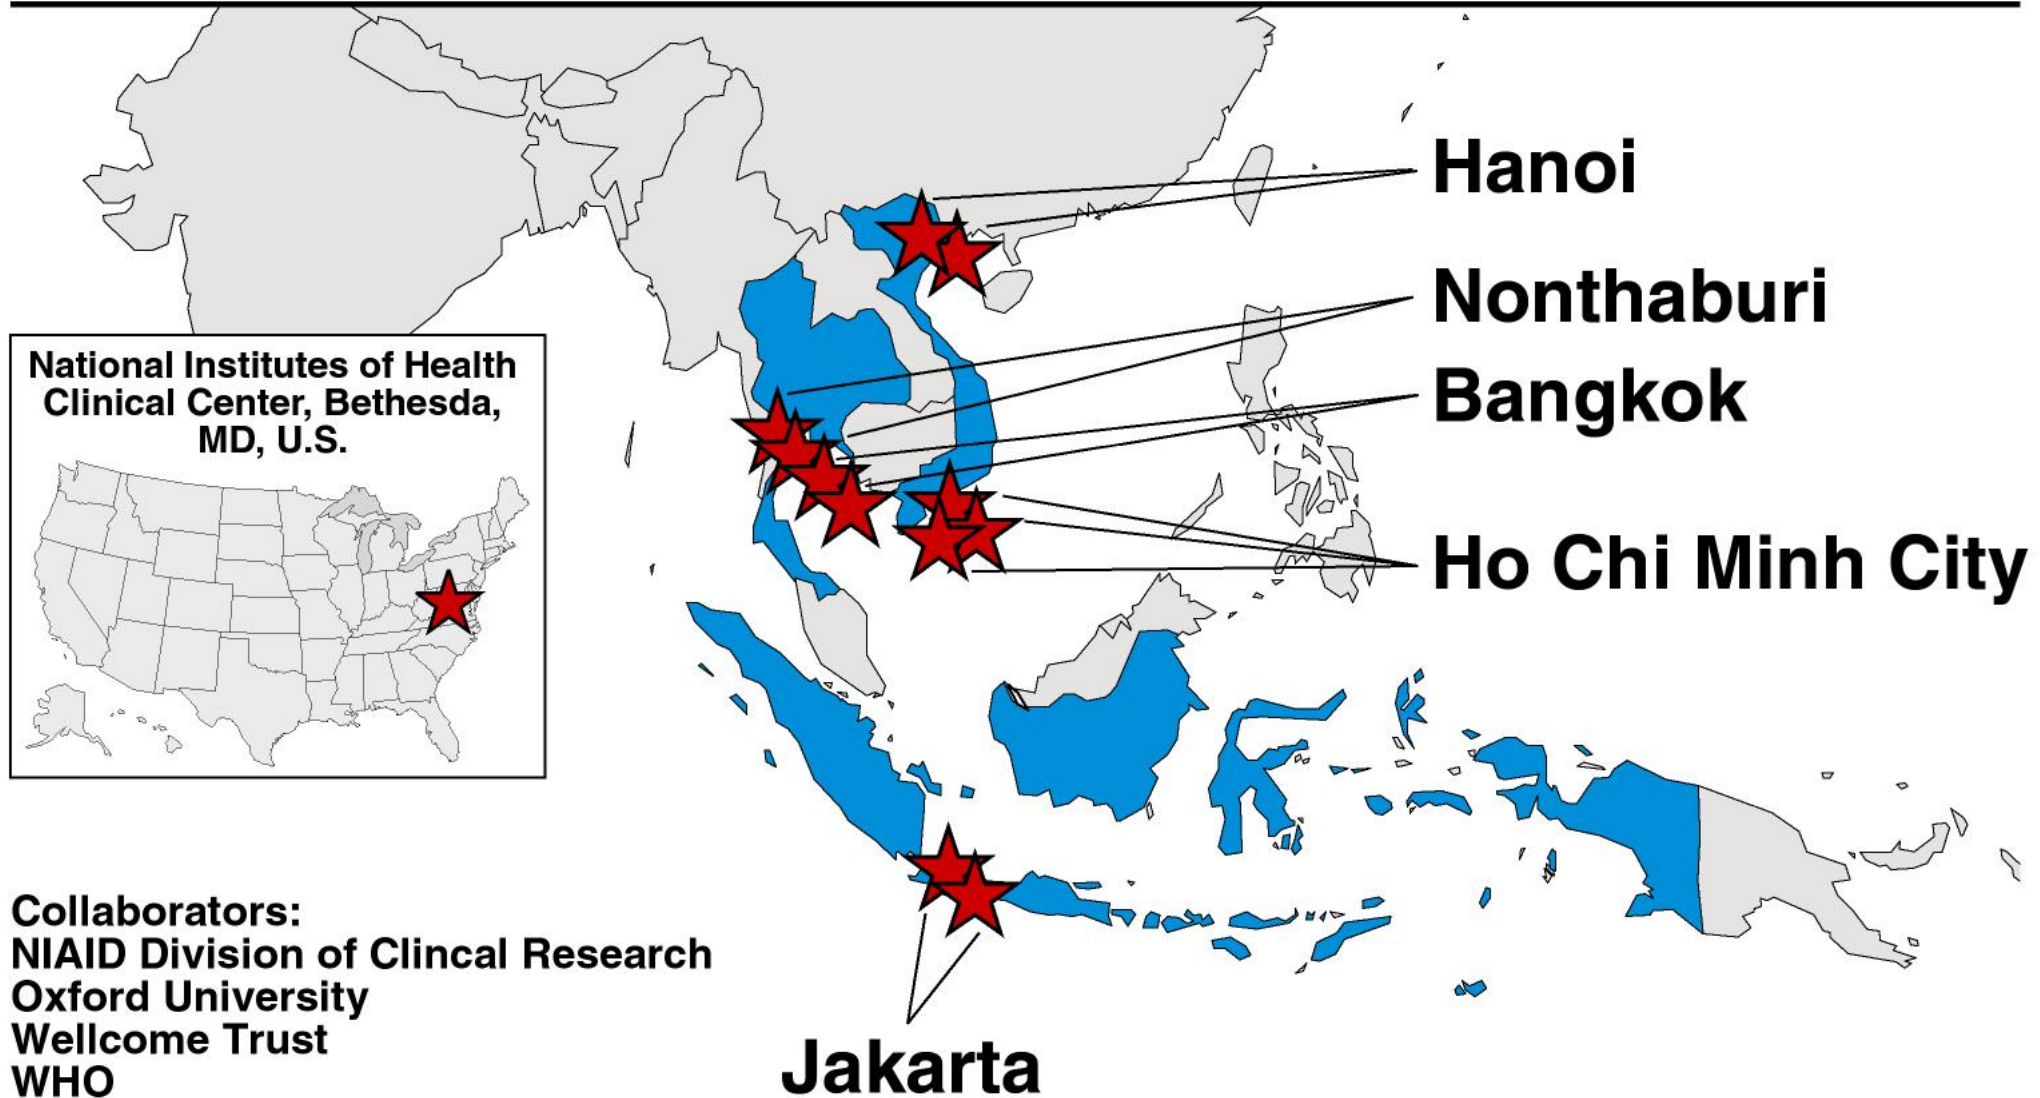 Hanoi
Nonthaburi
Bangkok
Ho Chi Minh City
National Institutes of Health
Clinical Center, Bethesda,
MD, U.S.
Collaborators:
NIAID Division of Clincal Research
Oxford University
Wellcome Trust
WHO
Jakarta